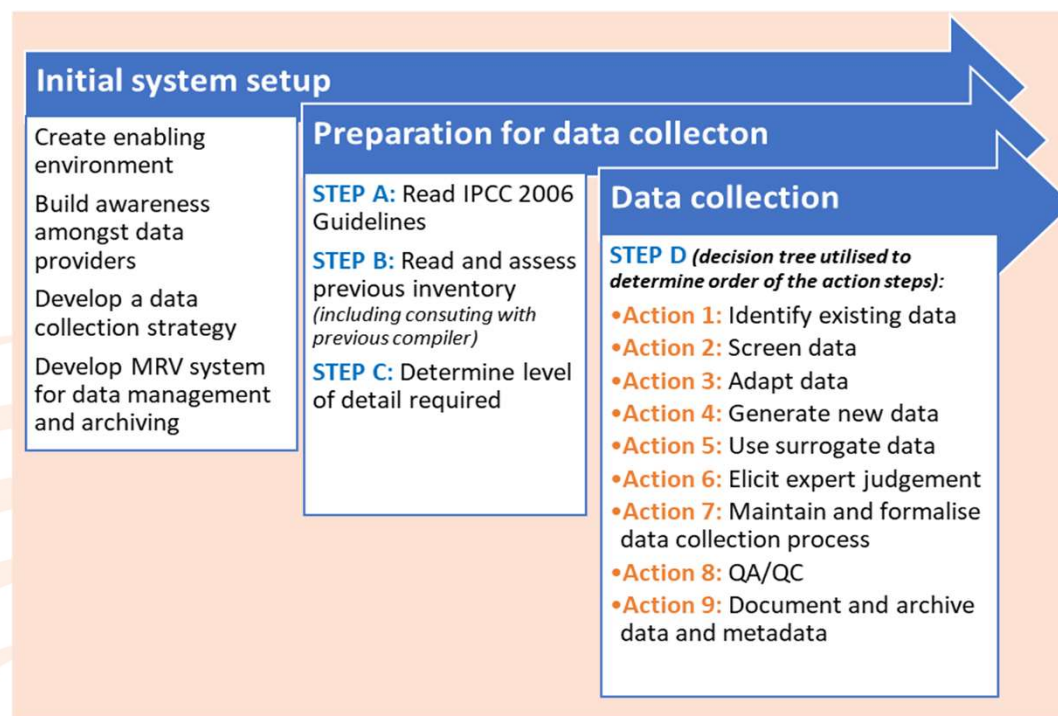 Initial system setup
Create enabling
environment
Build awareness
amongst data
providers
Develop a data
collection strategy
Develop MRV system
for data management
and archiving
Preparation for data collecton
STEP A: Read IPCC 2006
Guidelines
STEP B: Read and assess
previous inventory
(including consuting with
previous compiler)
STEP C: Determine level
of detail required
Data collection
STEP D (decision tree utilised to
determine order of the action steps):
•Action 1: Identify existing data
•Action 2: Screen data
•Action 3: Adapt data
•Action 4: Generate new data
•Action 5: Use surrogate data
•Action 6: Elicit expert judgement
•Action 7: Maintain and formalise
data collection process
•Action 8: QA/QC
•Action 9: Document and archive
data and metadata